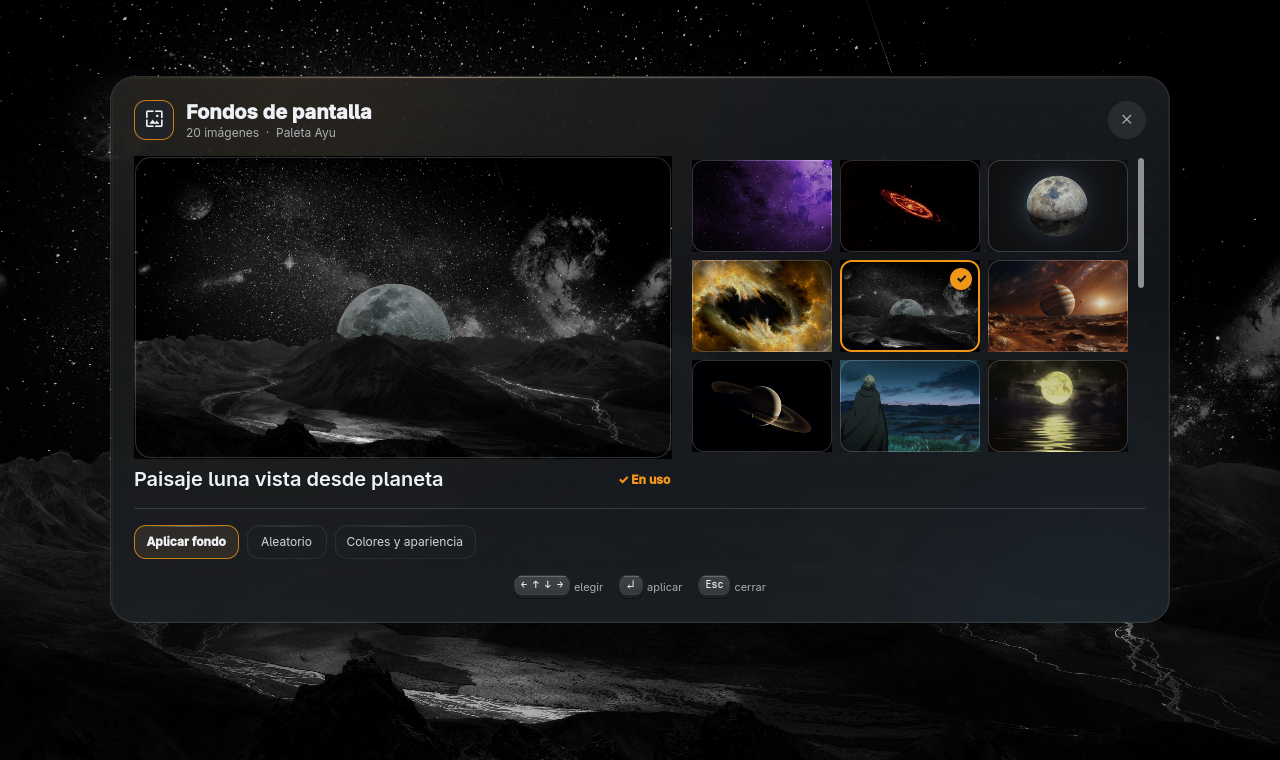 Fondos de pantalla
20 imágenes · Paleta Ayu
Paisaje luna vista desde planeta
✓ En uso
Aplicar fondo
Aleatorio
Colores y apariencia
← ↑ ↓ → elegir
↵ aplicar
Esc cerrar